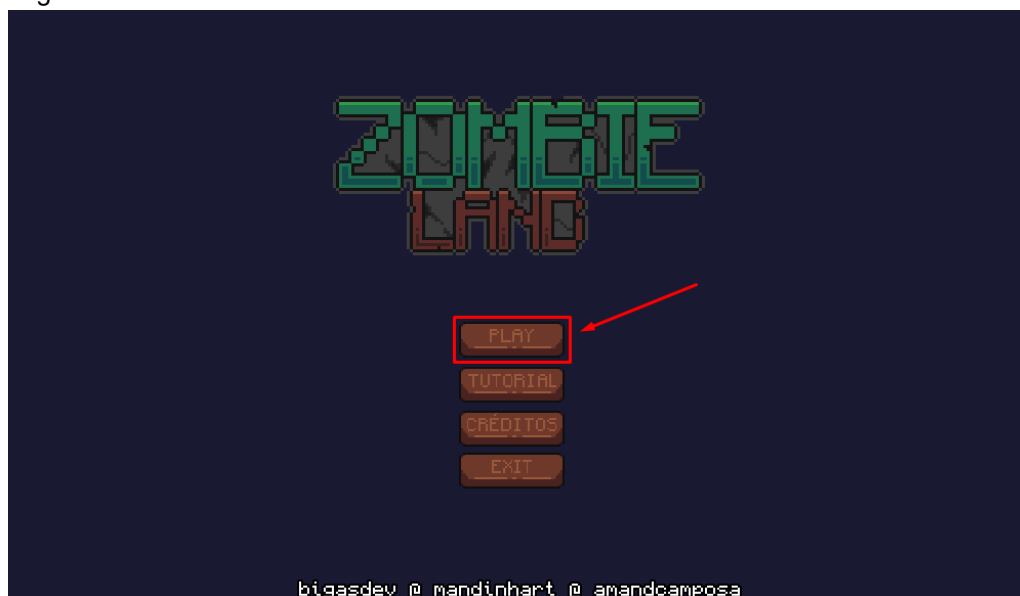 ZOMBIE
LAND
PLAY
TUTORIAL
CRÉDITOS
EXIT
bigasdev @ mandinhart @ amandcamposa